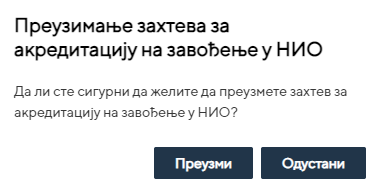 Преузимање захтева за
акредитацију на завођење у НИО
Да ли сте сигурни да желите да преузмете захтев за
акредитацију на завођење у НИО?
Преузми Одустани